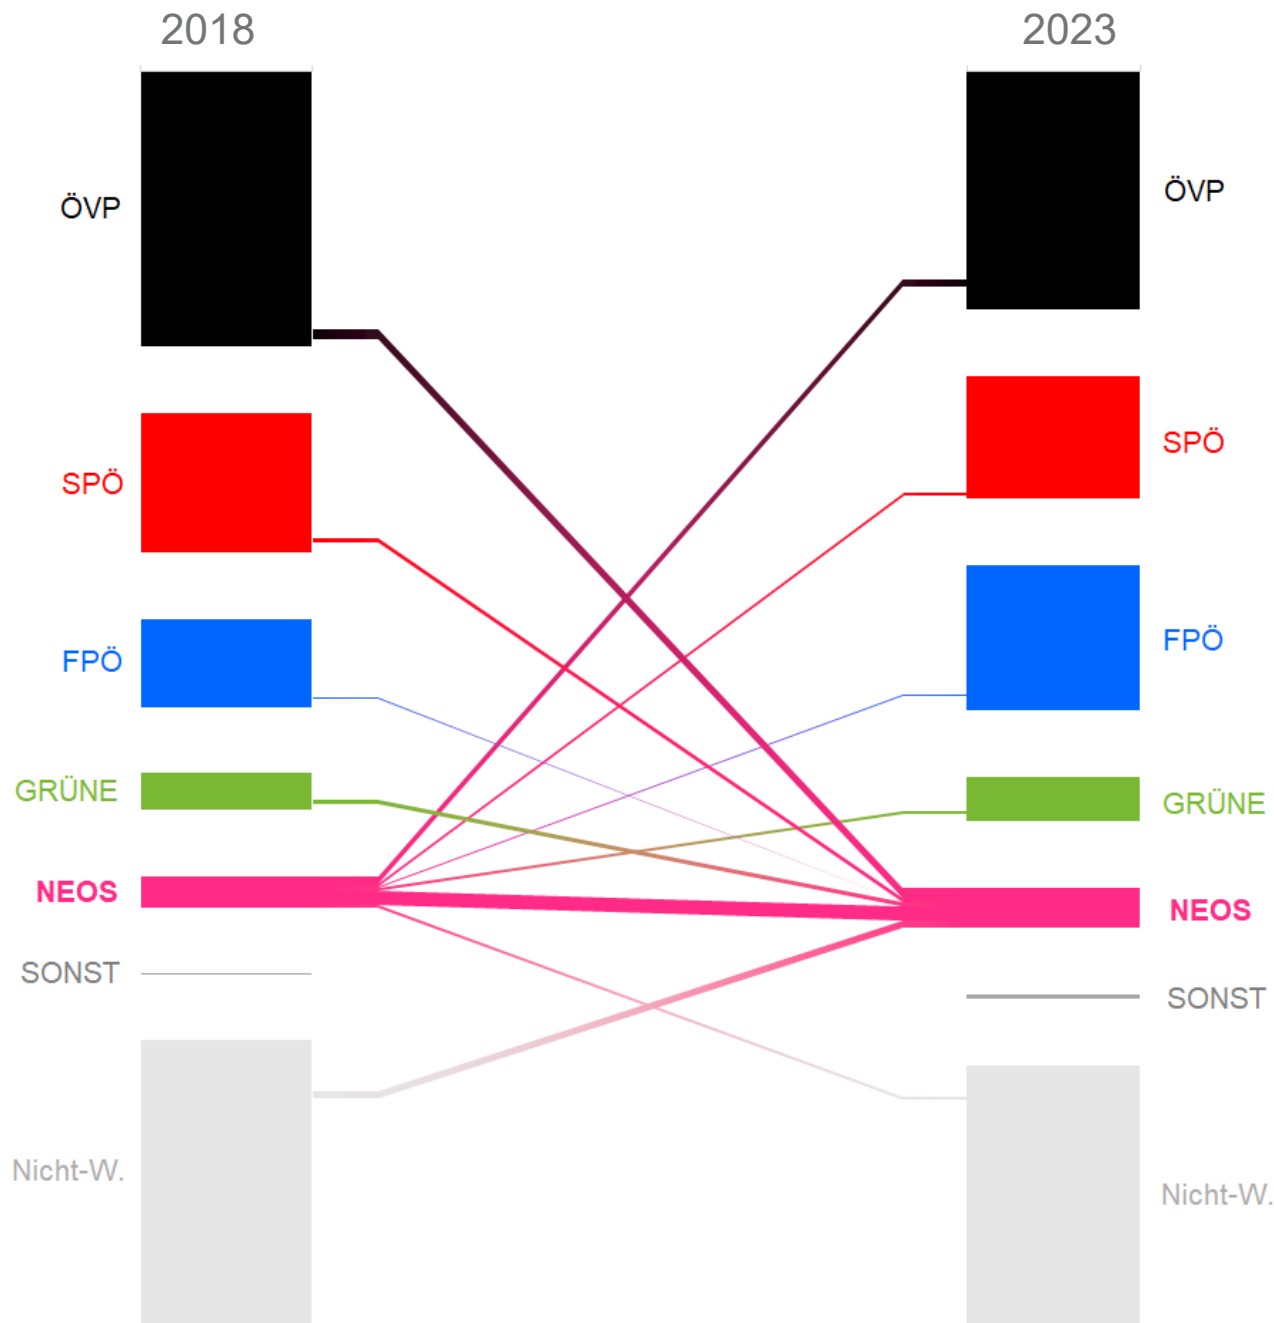 2018
2023
ÖVP
ÖVP
SPÖ
SPÖ
FPÖ
FPÖ
GRÜNE
GRÜNE
NEOS
NEOS
SONST
SONST
Nicht-W.
Nicht-W.